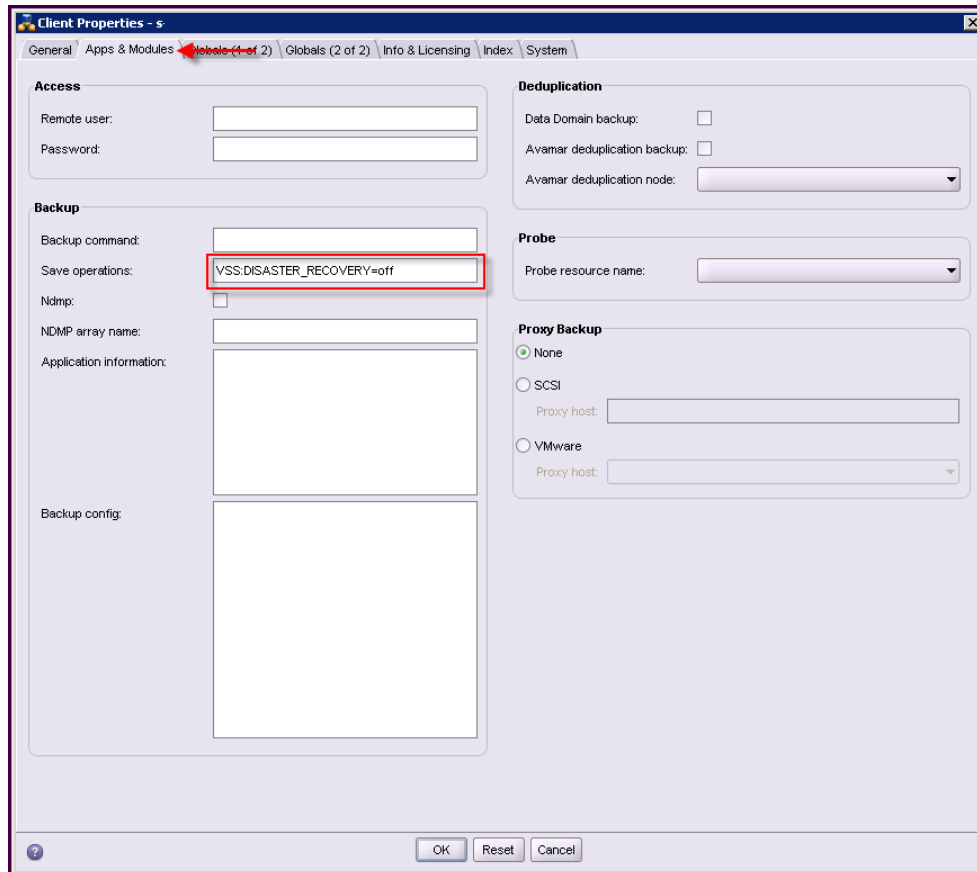 Client Properties - s
General Apps & Modules Globals (1 of 2) Globals (2 of 2) Info & Licensing Index System
Access
Remote user:
Password:
Backup
Backup command:
Save operations: VSS:DISASTER_RECOVERY=off
Ndmp:
NDMP array name:
Application information:
Backup config:
Deduplication
Data Domain backup:
Avamar deduplication backup:
Avamar deduplication node:
Probe
Probe resource name:
Proxy Backup
None
SCSI
Proxy host:
VMware
Proxy host:
? OK Reset Cancel